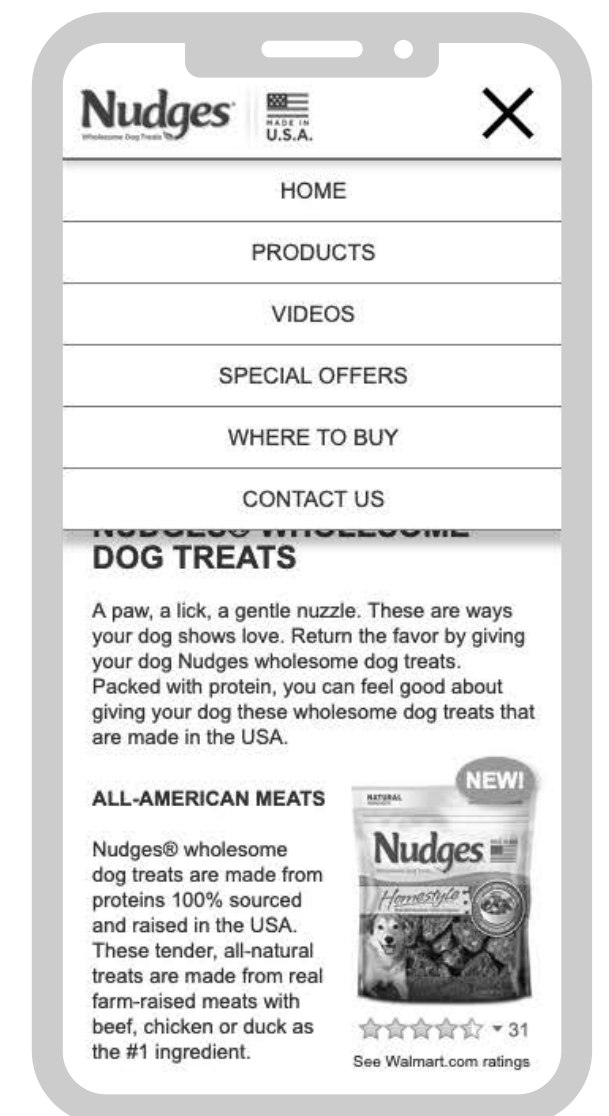 Nudges
Wholesome Dog Treats
MADE IN
U.S.A.
HOME
PRODUCTS
VIDEOS
SPECIAL OFFERS
WHERE TO BUY
CONTACT US
NUDGES® WHOLESOME
DOG TREATS
A paw, a lick, a gentle nuzzle. These are ways
your dog shows love. Return the favor by giving
your dog Nudges wholesome dog treats.
Packed with protein, you can feel good about
giving your dog these wholesome dog treats that
are made in the USA.
ALL-AMERICAN MEATS
Nudges® wholesome
dog treats are made from
proteins 100% sourced
and raised in the USA.
These tender, all-natural
treats are made from real
farm-raised meats with
beef, chicken or duck as
the #1 ingredient.
NEW!
NATURAL
Nudges
Homestyle
31
See Walmart.com ratings